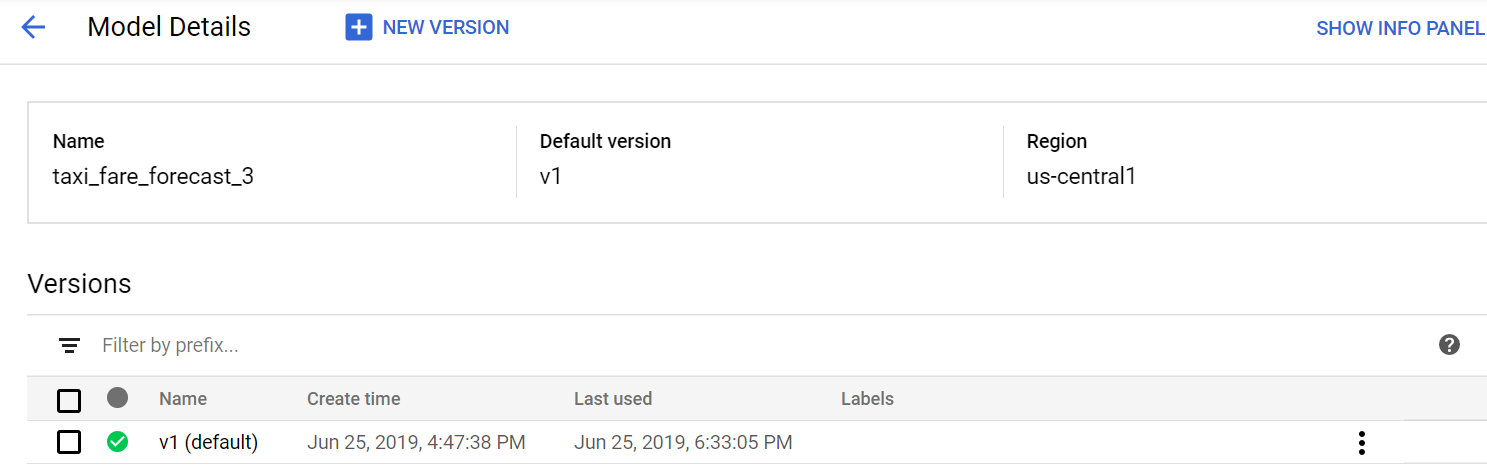 Model Details NEW VERSION SHOW INFO PANEL
Name Default version Region
taxi_fare_forecast_3 v1 us-central1
Versions
Filter by prefix...
Name Create time Last used Labels
v1 (default) Jun 25, 2019, 4:47:38 PM Jun 25, 2019, 6:33:05 PM